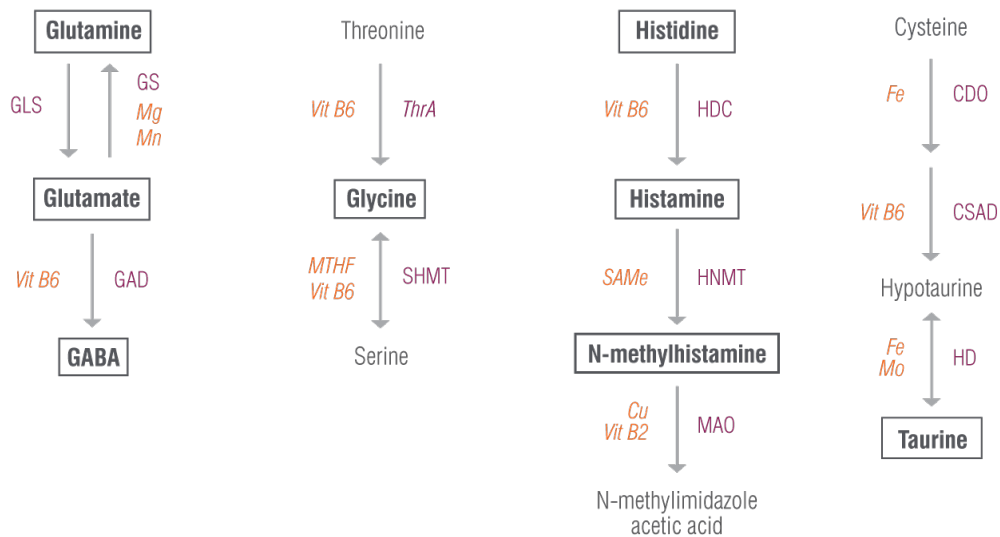 Glutamine
GLS
GS
Mg
Mn
Glutamate
Vit B6
GAD
GABA
Threonine
Vit B6
ThrA
Glycine
MTHF
Vit B6
SHMT
Serine
Histidine
Vit B6
HDC
Histamine
SAMe
HNMT
N-methylhistamine
Cu
Vit B2
MAO
N-methylimidazole
acetic acid
Cysteine
Fe
CDO
Vit B6
CSAD
Hypotaurine
Fe
Mo
HD
Taurine